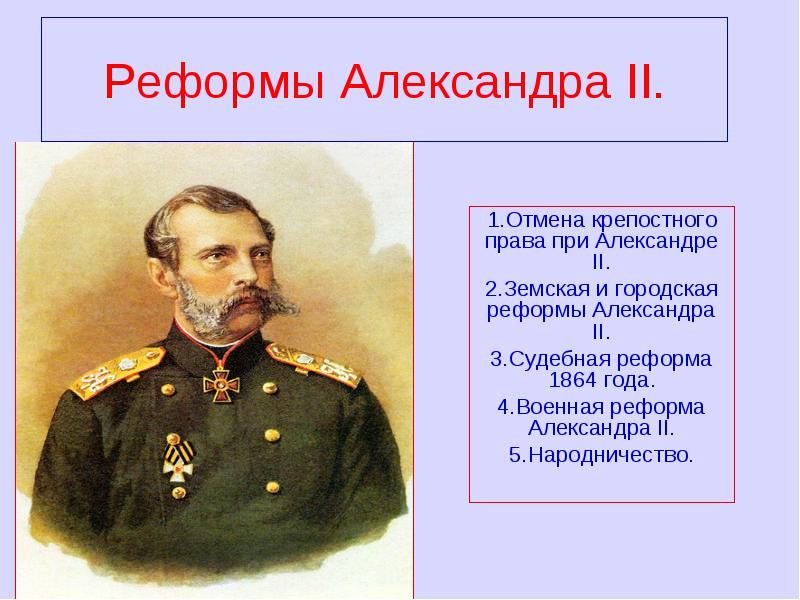 Реформы Александра II.
1.Отмена крепостного
права при Александре
II.
2.Земская и городская
реформы Александра
II.
3.Судебная реформа
1864 года.
4.Военная реформа
Александра II.
5.Народничество.